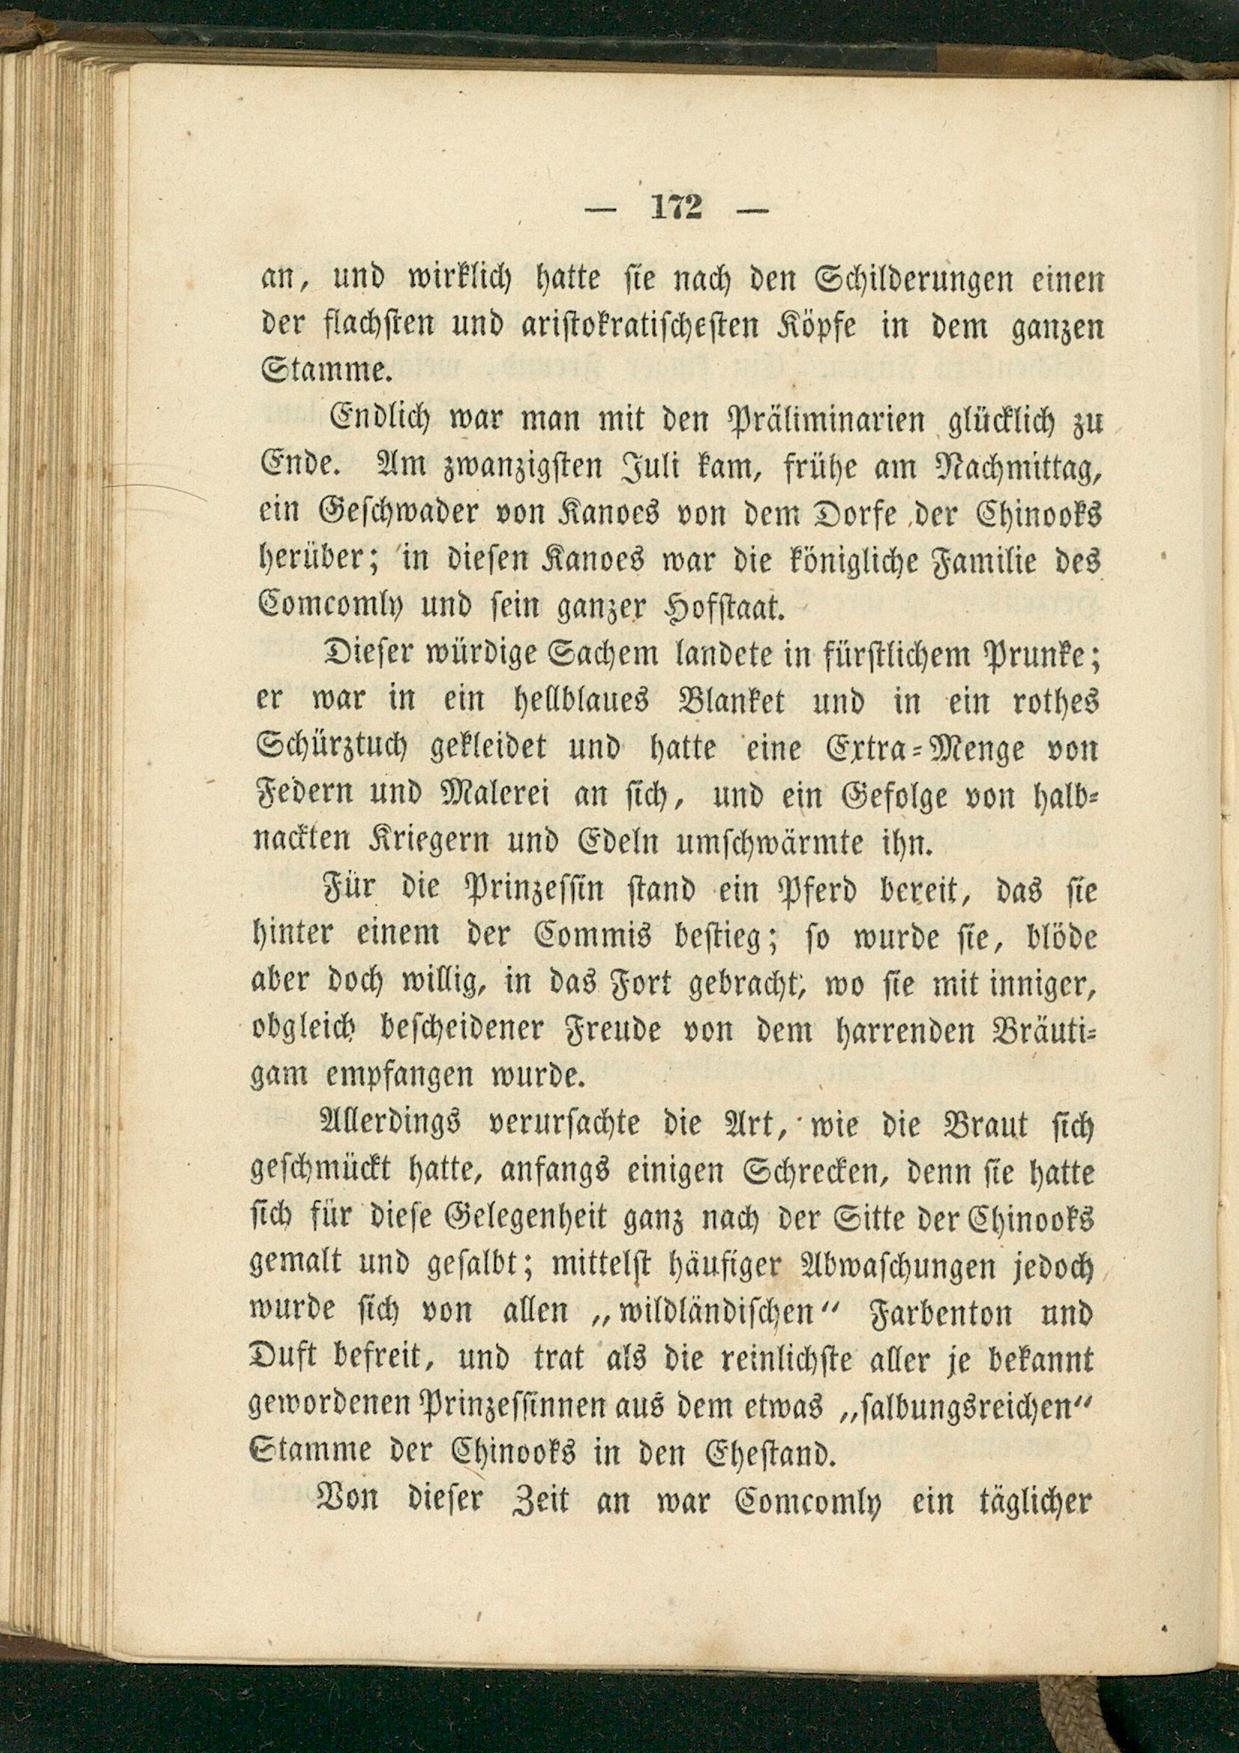 — 172 —
an, und wirklich hatte sie nach den Schilderungen einen
der flachsten und aristokratischesten Köpfe in dem ganzen
Stamme.
Endlich war man mit den Präliminarien glücklich zu
Ende. Am zwanzigsten Juli kam, frühe am Nachmittag,
ein Geschwader von Kanoes von dem Dorfe der Chinooks
herüber; in diesen Kanoes war die königliche Familie des
Comcomly und sein ganzer Hofstaat.
Dieser würdige Sachem landete in fürstlichem Prunke;
er war in ein hellblaues Blanket und in ein rothes
Schürztuch gekleidet und hatte eine Extra-Menge von
Federn und Malerei an sich, und ein Gefolge von halb-
nackten Kriegern und Edeln umschwärmte ihn.
Für die Prinzessin stand ein Pferd bereit, das sie
hinter einem der Commis bestieg; so wurde sie, blöde
aber doch willig, in das Fort gebracht, wo sie mit inniger,
obgleich bescheidener Freude von dem harrenden Bräuti-
gam empfangen wurde.
Allerdings verursachte die Art, wie die Braut sich
geschmückt hatte, anfangs einigen Schrecken, denn sie hatte
sich für diese Gelegenheit ganz nach der Sitte der Chinooks
gemalt und gesalbt; mittelst häufiger Abwaschungen jedoch
wurde sich von allen „wildländischen“ Farbenton und
Duft befreit, und trat als die reinlichste aller je bekannt
gewordenen Prinzessinnen aus dem etwas „salbungsreichen“
Stamme der Chinooks in den Ehestand.
Von dieser Zeit an war Comcomly ein täglicher